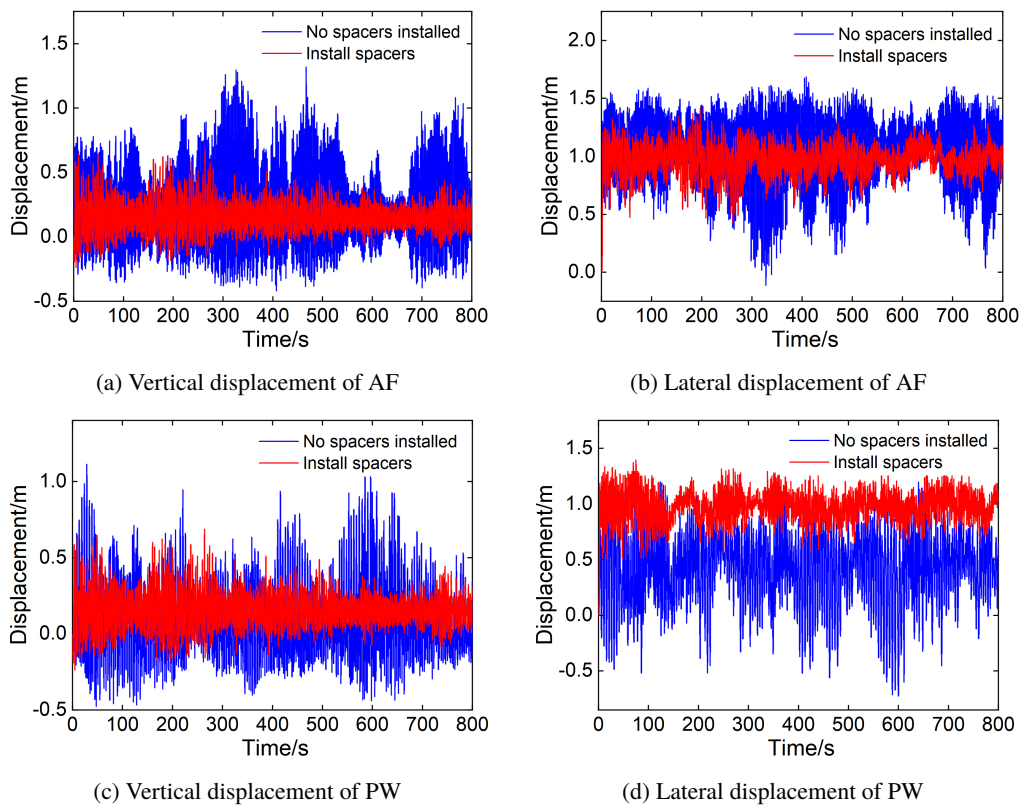 No spacers installed
Install spacers
Displacement/m
1.5
1.0
0.5
0.0
-0.5
0 100 200 300 400 500 600 700 800
Time/s
(a) Vertical displacement of AF
No spacers installed
Install spacers
Displacement/m
2.0
1.5
1.0
0.5
0.0
0 100 200 300 400 500 600 700 800
Time/s
(b) Lateral displacement of AF
No spacers installed
Install spacers
Displacement/m
1.0
0.5
0.0
-0.5
0 100 200 300 400 500 600 700 800
Time/s
(c) Vertical displacement of PW
No spacers installed
Install spacers
Displacement/m
1.5
1.0
0.5
0.0
-0.5
0 100 200 300 400 500 600 700 800
Time/s
(d) Lateral displacement of PW